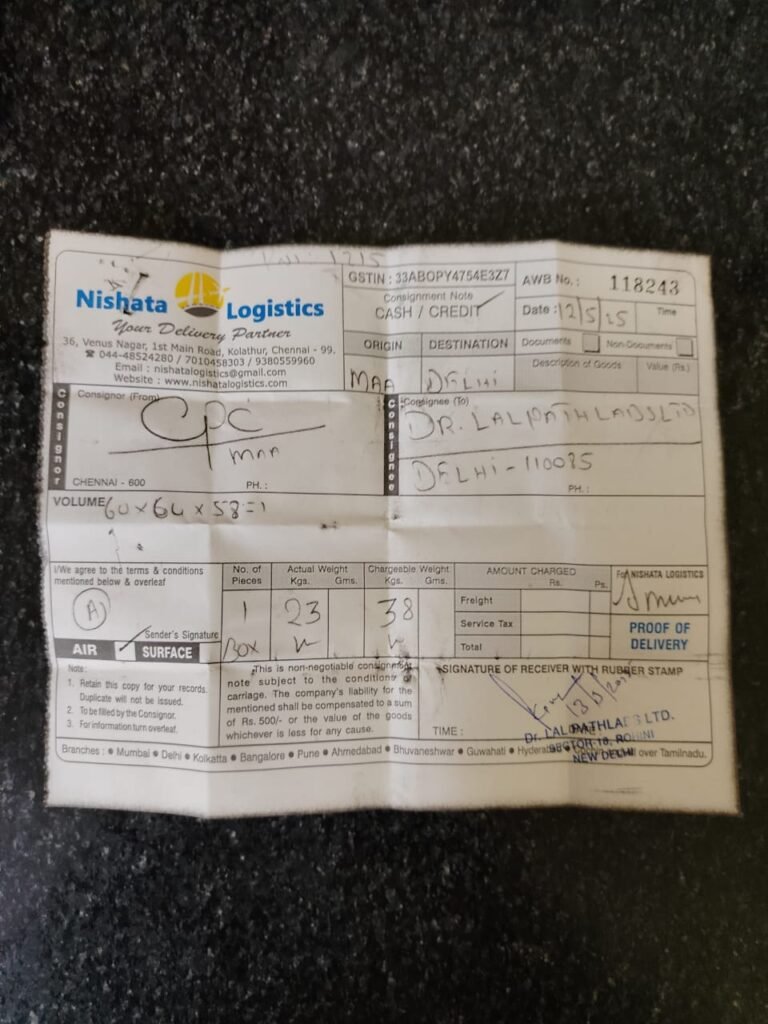 Nishata Logistics
Your Delivery Partner
36, Venus Nagar, 1st Main Road, Kolathur, Chennai - 99.
☎ 044-48524280 / 7010458303 / 9380559960
Email : nishatalogistics@gmail.com
Website : www.nishatalogistics.com
GSTIN : 33ABOPY4754E3Z7
Consignment Note
CASH / CREDIT
AWB No. : 118243
Date : 12/5/25 Time
ORIGIN DESTINATION
MAA DELHI
Documents Non-Documents
Description of Goods Value (Rs.)
Consignor
Consignor (From)
CPC
MAA
CHENNAI - 600 PH. :
Consignee
Consignee (To)
DR. LALPATHLABS LTD
DELHI - 110085
PH. :
VOLUME 60 x 64 x 58 = 1
I/We agree to the terms & conditions
mentioned below & overleaf
A
Sender's Signature
AIR SURFACE
No. of Pieces
1
BOX
Actual Weight
Kgs. Gms.
23
Chargeable Weight
Kgs. Gms.
38
AMOUNT CHARGED
Rs. Ps.
Freight
Service Tax
Total
For NISHATA LOGISTICS
PROOF OF
DELIVERY
Note :
1. Retain this copy for your records.
Duplicate will not be issued.
2. To be filled by the Consignor.
3. For information turn overleaf.
This is non-negotiable consignment
note subject to the conditions of
carriage. The company's liability for the
mentioned shall be compensated to a sum
of Rs. 500/- or the value of the goods
whichever is less for any cause.
SIGNATURE OF RECEIVER WITH RUBBER STAMP
TIME :
Dr. LAL PATHLABS LTD.
SECTOR-18, ROHINI
NEW DELHI
Branches : ● Mumbai ● Delhi ● Kolkatta ● Bangalore ● Pune ● Ahmedabad ● Bhuvaneshwar ● Guwahati ● Hyderabad all over Tamilnadu.